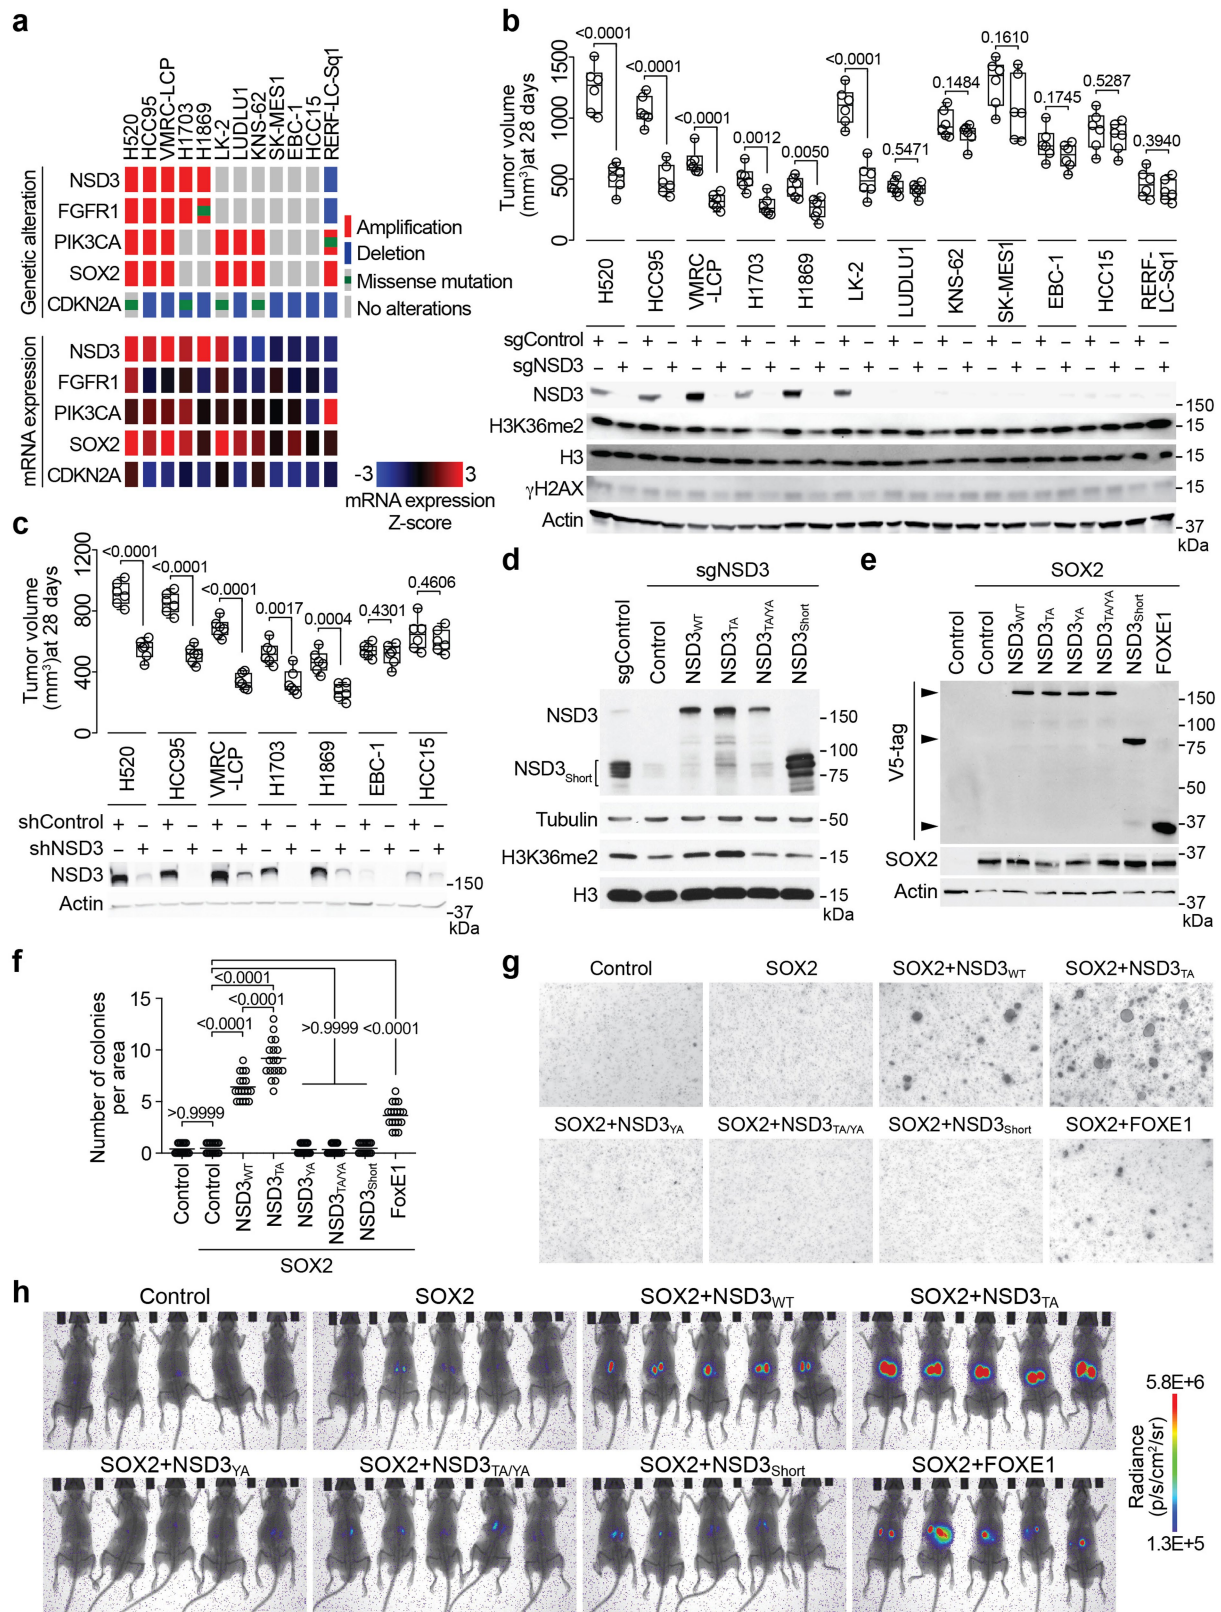 a
H520
HCC95
VMRC-LCP
H1703
H1869
LK-2
LUDLU1
KNS-62
SK-MES1
EBC-1
HCC15
RERF-LC-Sq1
Genetic alteration
NSD3
FGFR1
PIK3CA
SOX2
CDKN2A
Amplification
Deletion
Missense mutation
No alterations
mRNA expression
NSD3
FGFR1
PIK3CA
SOX2
CDKN2A
-3
3
mRNA expression
Z-score
b
Tumor volume
(mm3)at 28 days
1500
1000
500
0
<0.0001
<0.0001
<0.0001
0.0012
0.0050
<0.0001
0.5471
0.1484
0.1610
0.1745
0.5287
0.3940
H520
HCC95
VMRC
-LCP
H1703
H1869
LK-2
LUDLU1
KNS-62
SK-MES1
EBC-1
HCC15
RERF-
LC-Sq1
sgControl + – + – + – + – + – + – + – + – + – + – + – + –
sgNSD3 – + – + – + – + – + – + – + – + – + – + – + – +
NSD3
-150
H3K36me2
-15
H3
-15
γH2AX
-15
Actin
-37
kDa
c
Tumor volume
(mm3)at 28 days
1200
800
400
0
<0.0001
<0.0001
<0.0001
0.0017
0.0004
0.4301
0.4606
H520
HCC95
VMRC
-LCP
H1703
H1869
EBC-1
HCC15
shControl + – + – + – + – + – + – + –
shNSD3 – + – + – + – + – + – + – +
NSD3
-150
Actin
-37
kDa
d
sgNSD3
sgControl
Control
NSD3WT
NSD3TA
NSD3TA/YA
NSD3Short
NSD3
-150
-100
NSD3Short
-75
Tubulin
-50
H3K36me2
-15
H3
-15
kDa
e
SOX2
Control
Control
NSD3WT
NSD3TA
NSD3YA
NSD3TA/YA
NSD3Short
FOXE1
V5-tag
-150
-100
-75
-50
-37
SOX2
-37
Actin
-37
kDa
f
Number of colonies
per area
15
10
5
0
>0.9999
<0.0001
<0.0001
<0.0001
>0.9999
<0.0001
Control
Control
NSD3WT
NSD3TA
NSD3YA
NSD3TA/YA
NSD3Short
FoxE1
SOX2
g
Control
SOX2
SOX2+NSD3WT
SOX2+NSD3TA
SOX2+NSD3YA
SOX2+NSD3TA/YA
SOX2+NSD3Short
SOX2+FOXE1
h
Control
SOX2
SOX2+NSD3WT
SOX2+NSD3TA
SOX2+NSD3YA
SOX2+NSD3TA/YA
SOX2+NSD3Short
SOX2+FOXE1
5.8E+6
Radiance
(p/s/cm2/sr)
1.3E+5